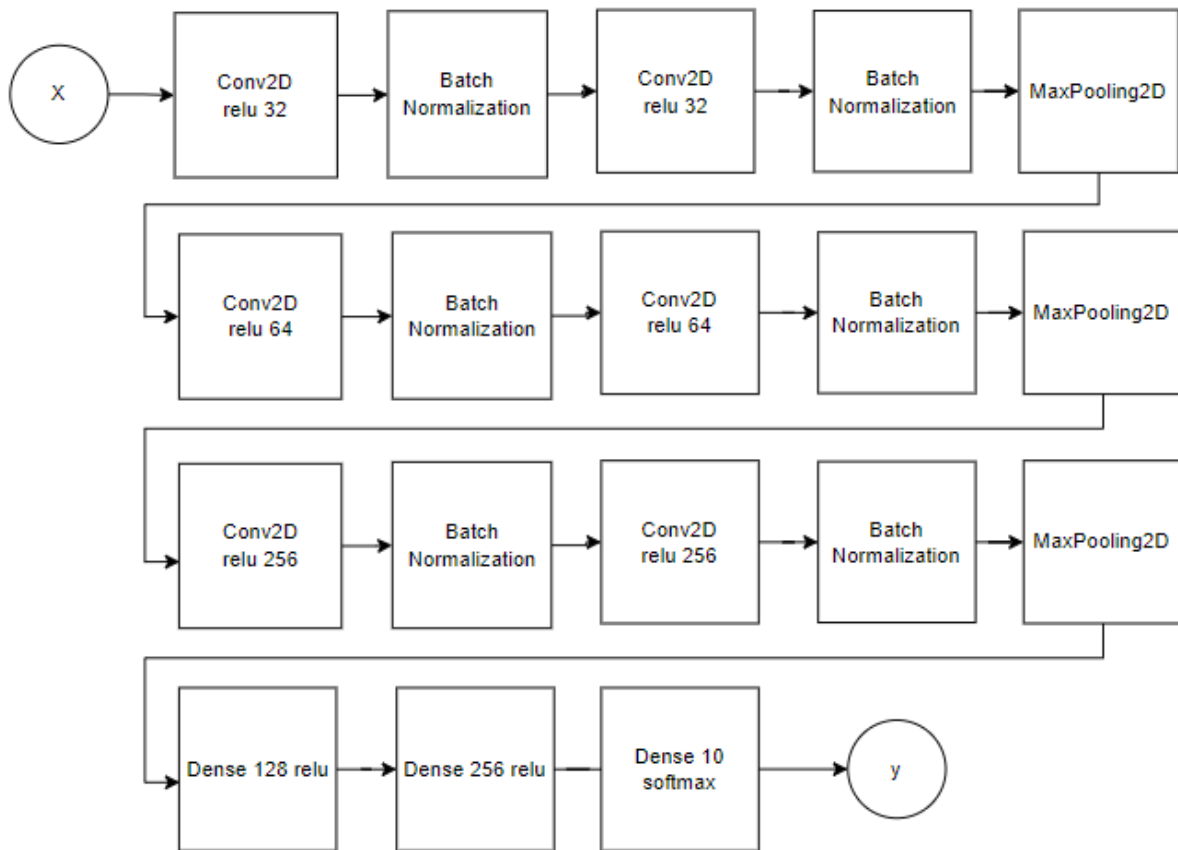 X
Conv2D
relu 32
Batch
Normalization
Conv2D
relu 32
Batch
Normalization
MaxPooling2D
Conv2D
relu 64
Batch
Normalization
Conv2D
relu 64
Batch
Normalization
MaxPooling2D
Conv2D
relu 256
Batch
Normalization
Conv2D
relu 256
Batch
Normalization
MaxPooling2D
Dense 128 relu
Dense 256 relu
Dense 10
softmax
y